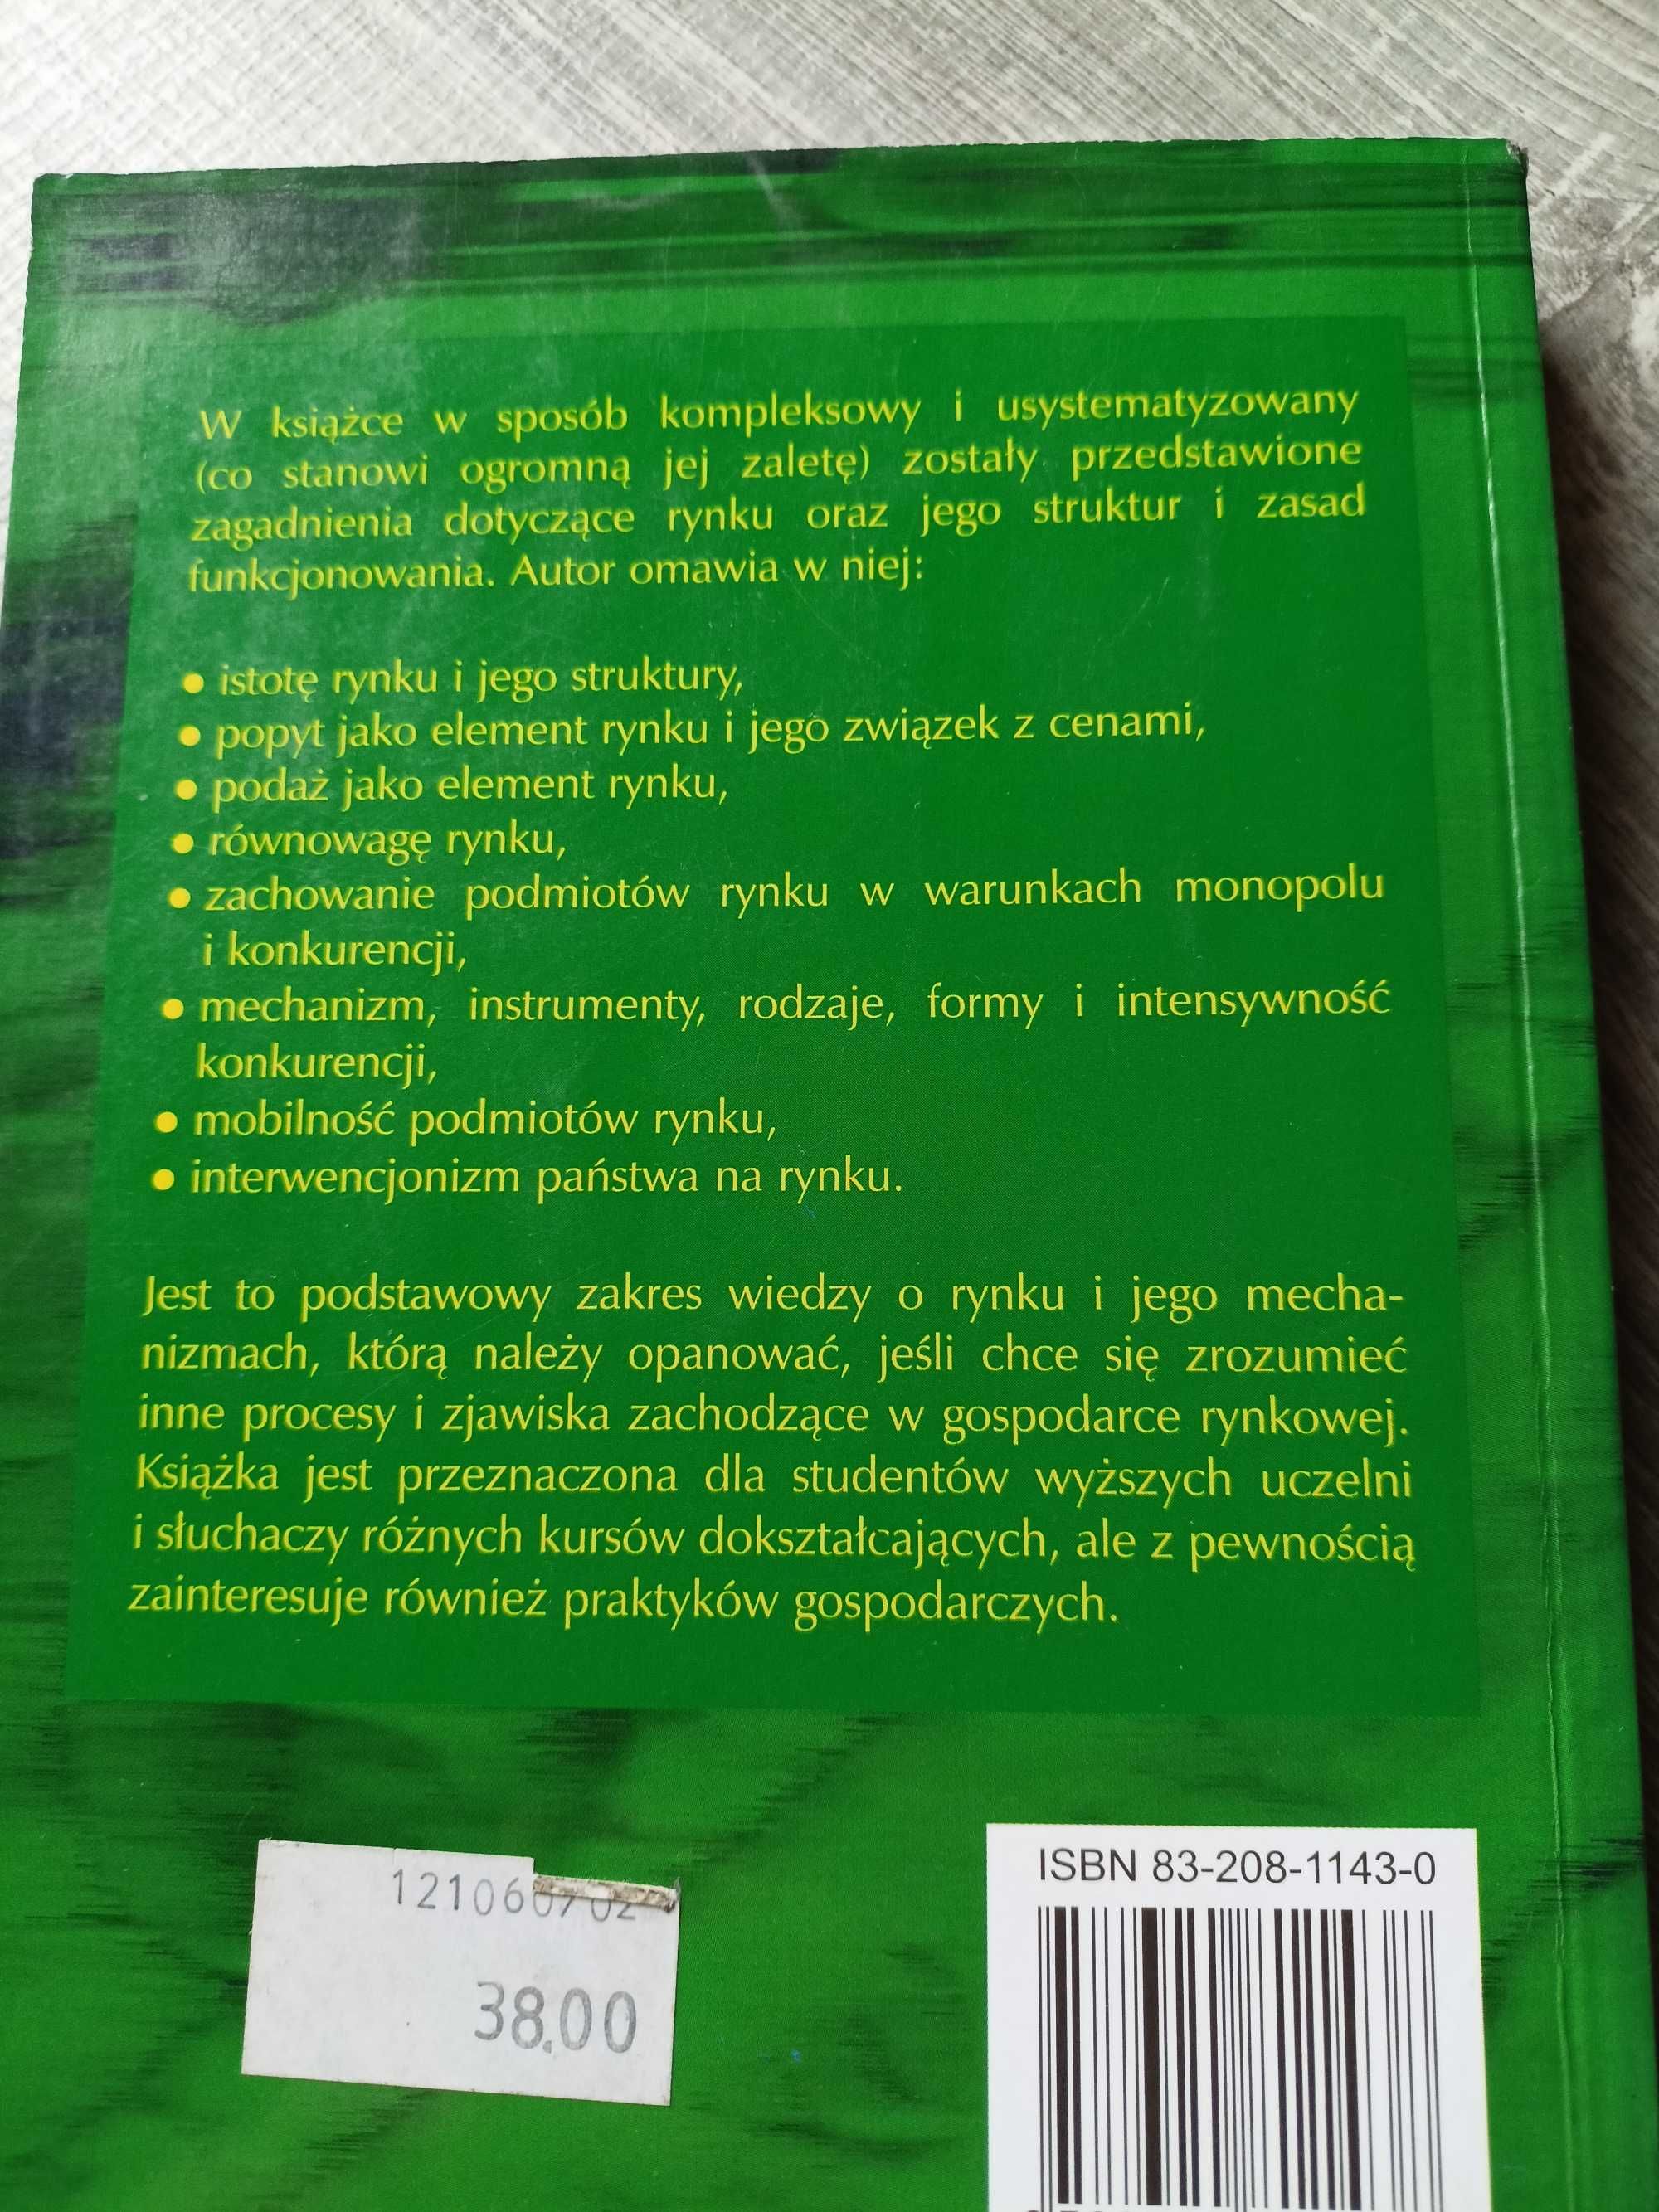 W książce w sposób kompleksowy i usystematyzowany
(co stanowi ogromną jej zaletę) zostały przedstawione
zagadnienia dotyczące rynku oraz jego struktur i zasad
funkcjonowania. Autor omawia w niej:
● istotę rynku i jego struktury,
● popyt jako element rynku i jego związek z cenami,
● podaż jako element rynku,
● równowagę rynku,
● zachowanie podmiotów rynku w warunkach monopolu
i konkurencji,
● mechanizm, instrumenty, rodzaje, formy i intensywność
konkurencji,
● mobilność podmiotów rynku,
● interwencjonizm państwa na rynku.
Jest to podstawowy zakres wiedzy o rynku i jego mecha-
nizmach, którą należy opanować, jeśli chce się zrozumieć
inne procesy i zjawiska zachodzące w gospodarce rynkowej.
Książka jest przeznaczona dla studentów wyższych uczelni
i słuchaczy różnych kursów dokształcających, ale z pewnością
zainteresuje również praktyków gospodarczych.
38.00
ISBN 83-208-1143-0